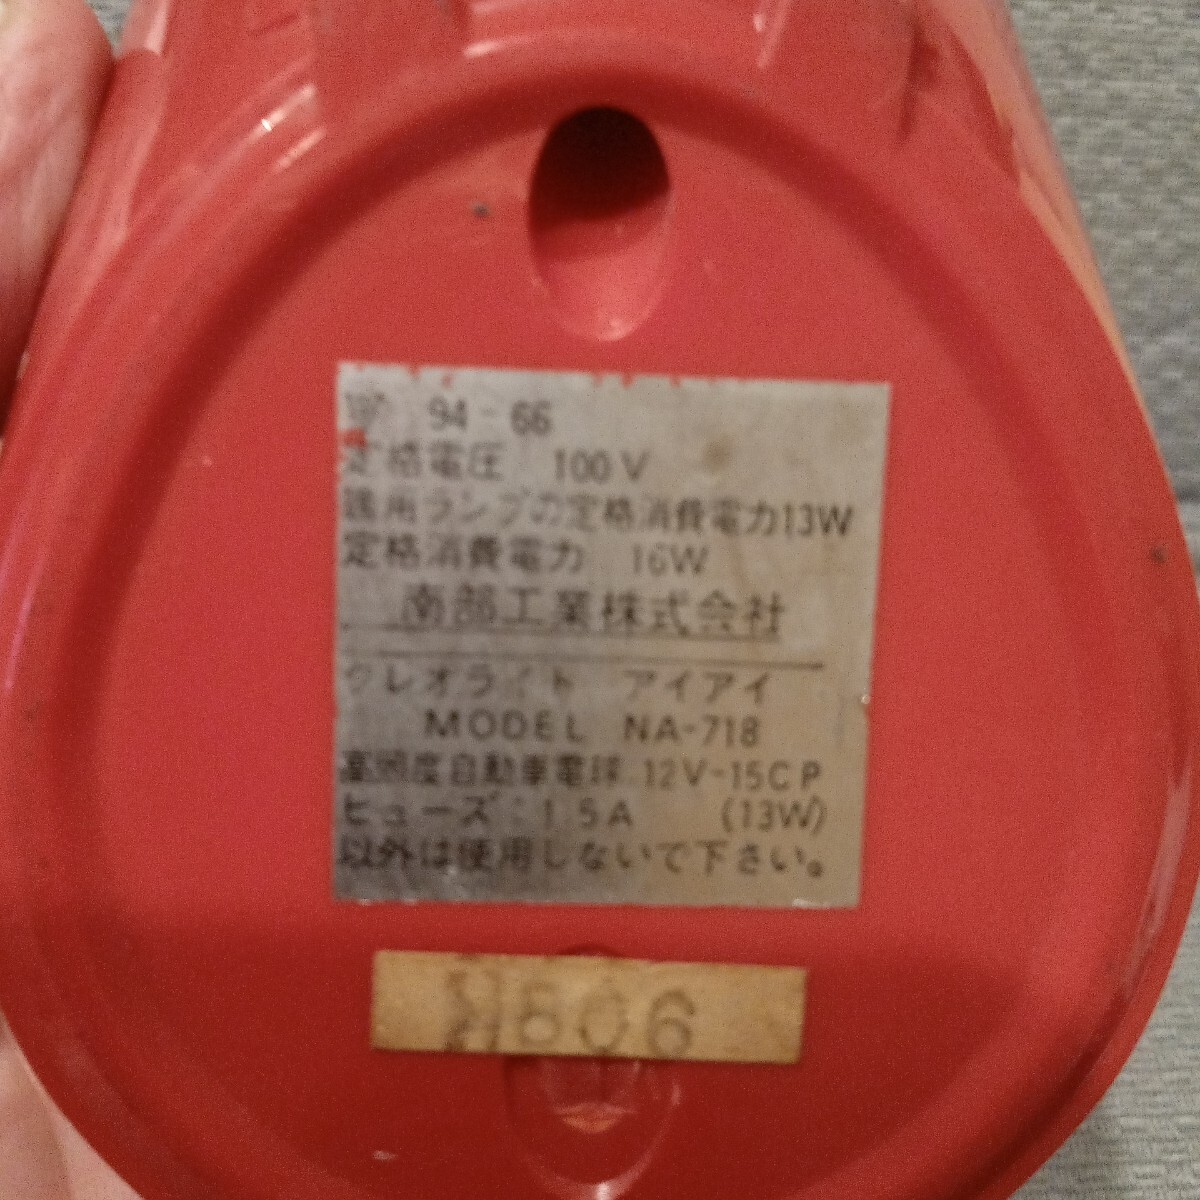 94-66
定格電圧 100V
適用ランプの定格消費電力13W
定格消費電力 16W
南部工業株式会社
クレオライト アイアイ
MODEL NA-718
高照度自動車電球 12V-15CP
ヒューズ:1.5A (13W)
以外は使用しないで下さい。